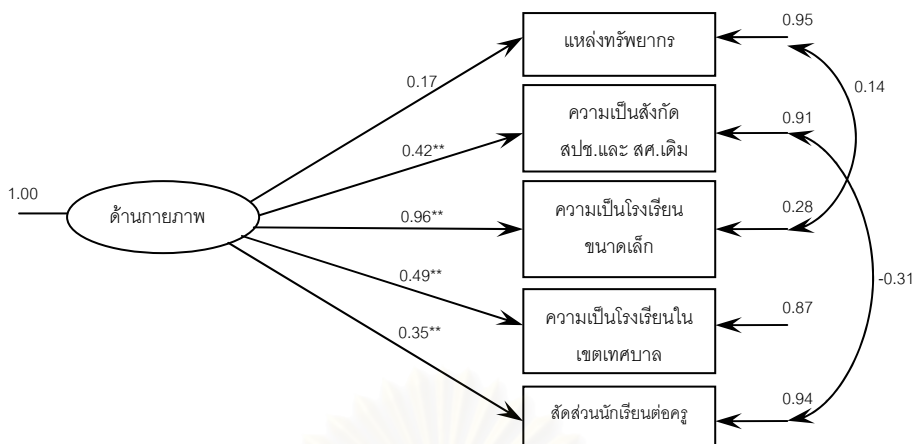 0.95
แหล่งทรัพยากร
0.17
0.14
ความเป็นสังกัด
สปช.และ สศ.เดิม
0.91
0.42**
1.00
ด้านกายภาพ
0.96**
ความเป็นโรงเรียน
ขนาดเล็ก
0.28
-0.31
0.49**
ความเป็นโรงเรียนใน
เขตเทศบาล
0.87
0.35**
สัดส่วนนักเรียนต่อครู
0.94